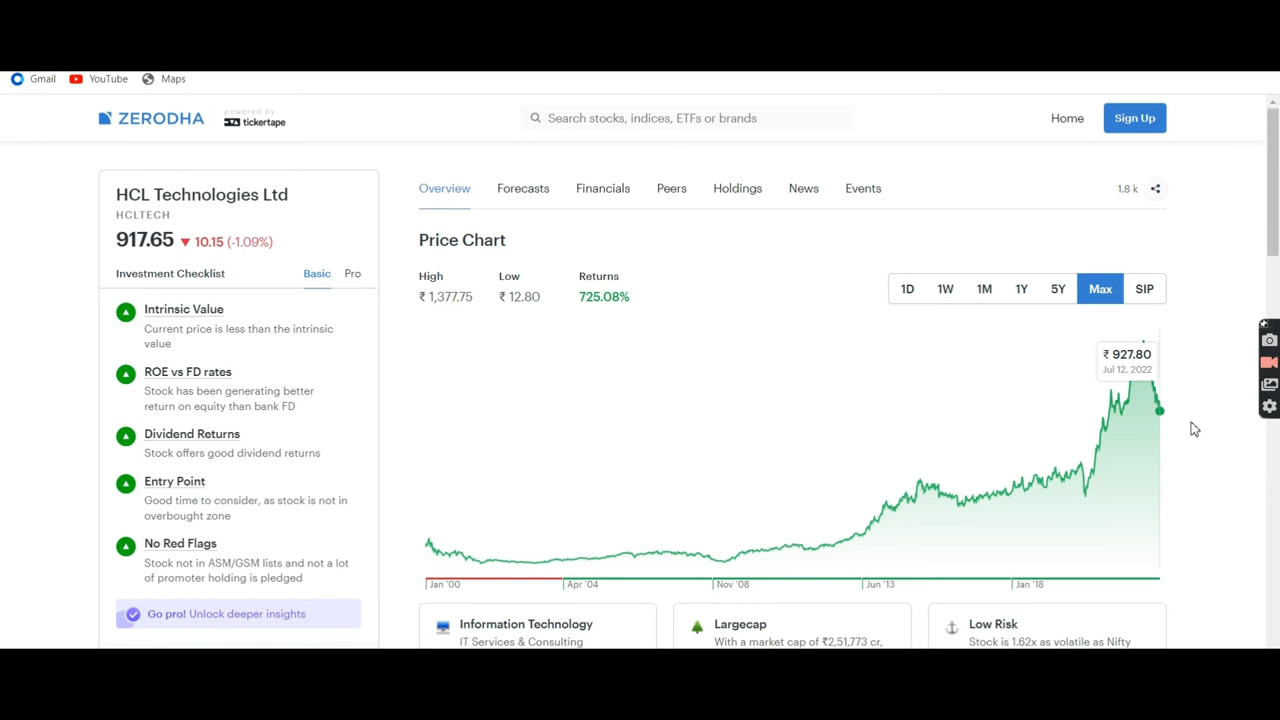 Gmail YouTube Maps
ZERODHA
powered by
tickertape
Search stocks, indices, ETFs or brands
Home
Sign Up
HCL Technologies Ltd
HCLTECH
917.65 ▼ 10.15 (-1.09%)
Investment Checklist Basic Pro
Intrinsic Value
Current price is less than the intrinsic
value
ROE vs FD rates
Stock has been generating better
return on equity than bank FD
Dividend Returns
Stock offers good dividend returns
Entry Point
Good time to consider, as stock is not in
overbought zone
No Red Flags
Stock not in ASM/GSM lists and not a lot
of promoter holding is pledged
Go pro! Unlock deeper insights
Overview Forecasts Financials Peers Holdings News Events
1.8 k
Price Chart
High Low Returns
₹ 1,377.75 ₹ 12.80 725.08%
1D 1W 1M 1Y 5Y Max SIP
₹ 927.80
Jul 12, 2022
Jan '00 Apr '04 Nov '08 Jun '13 Jan '18
Information Technology
IT Services & Consulting
Largecap
With a market cap of ₹2,51,773 cr,
Low Risk
Stock is 1.62x as volatile as Nifty